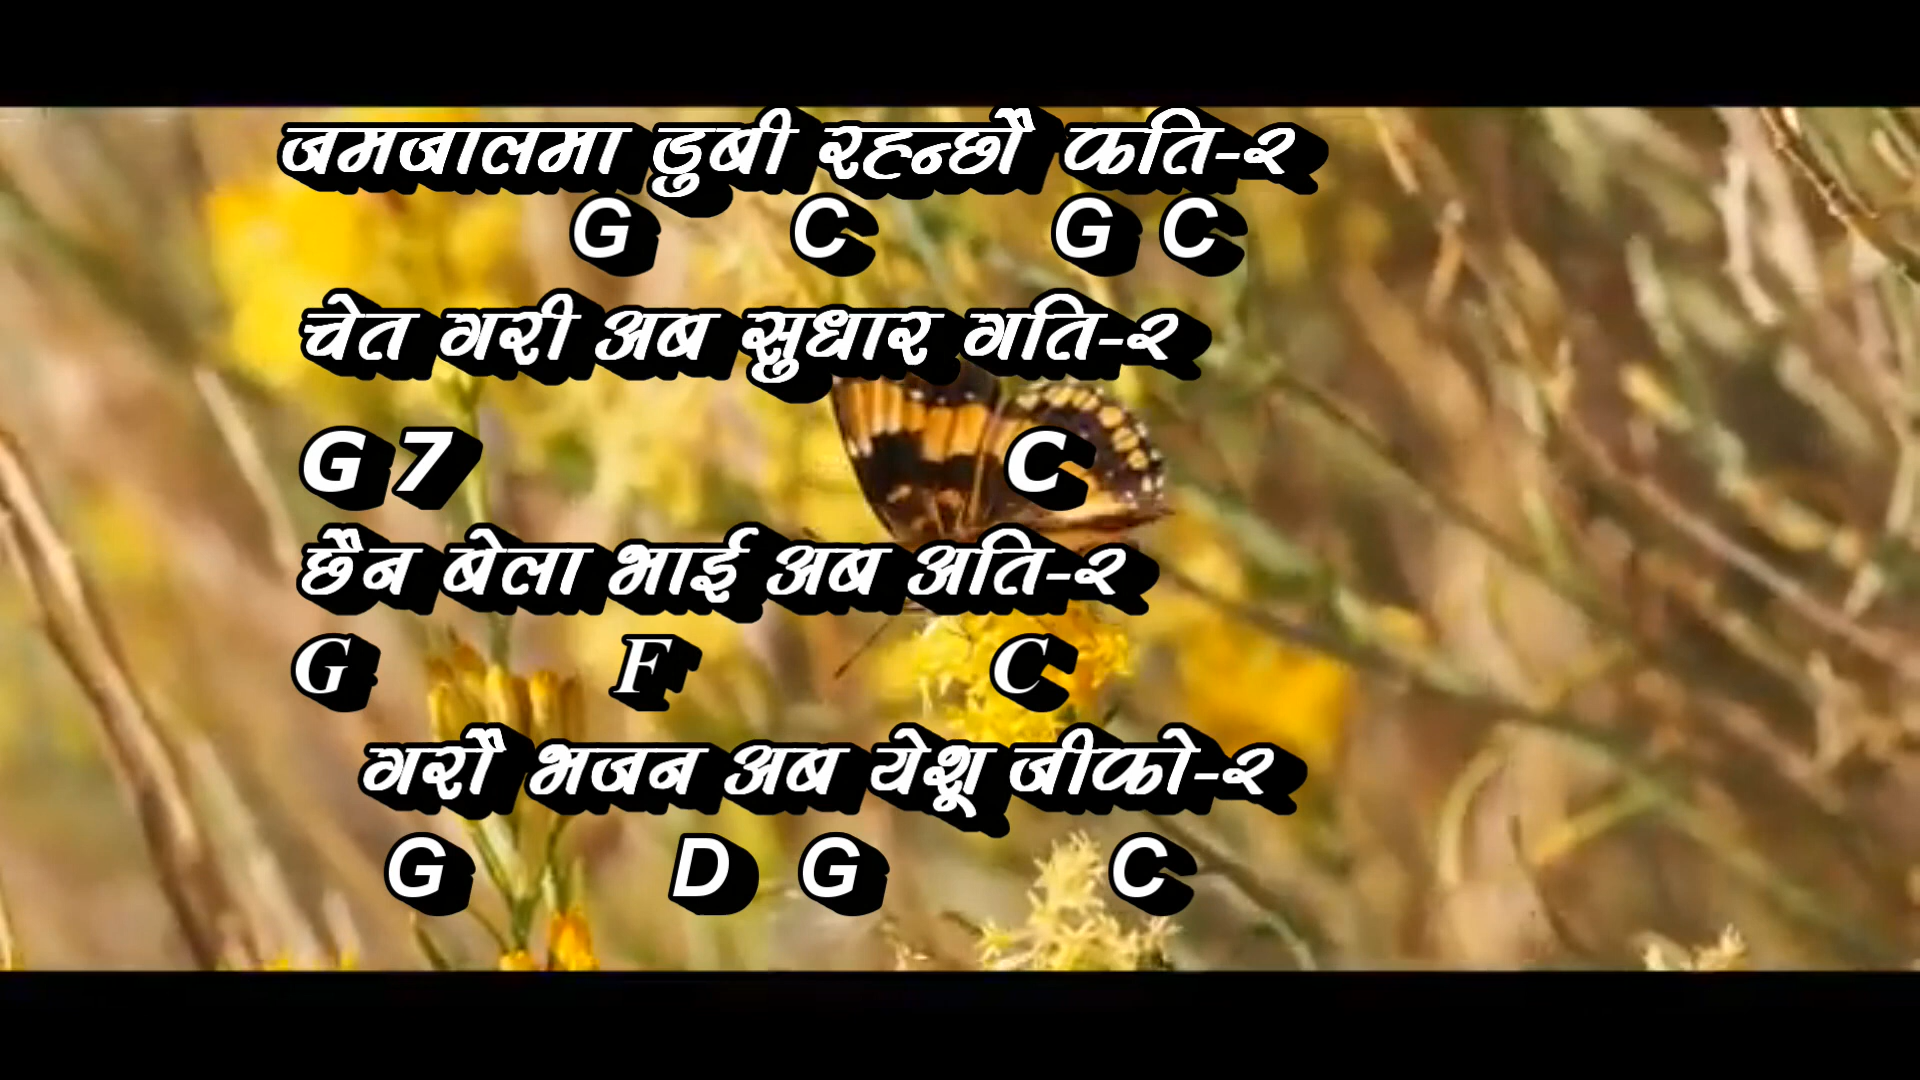 जमजालमा डुबी रहन्छौ कति-२
G C G C
चेत गरी अब सुधार गति-२
G 7 C
छैन बेला भाई अब अति-२
G F C
गरौ भजन अब येशू जीको-२
G D G C